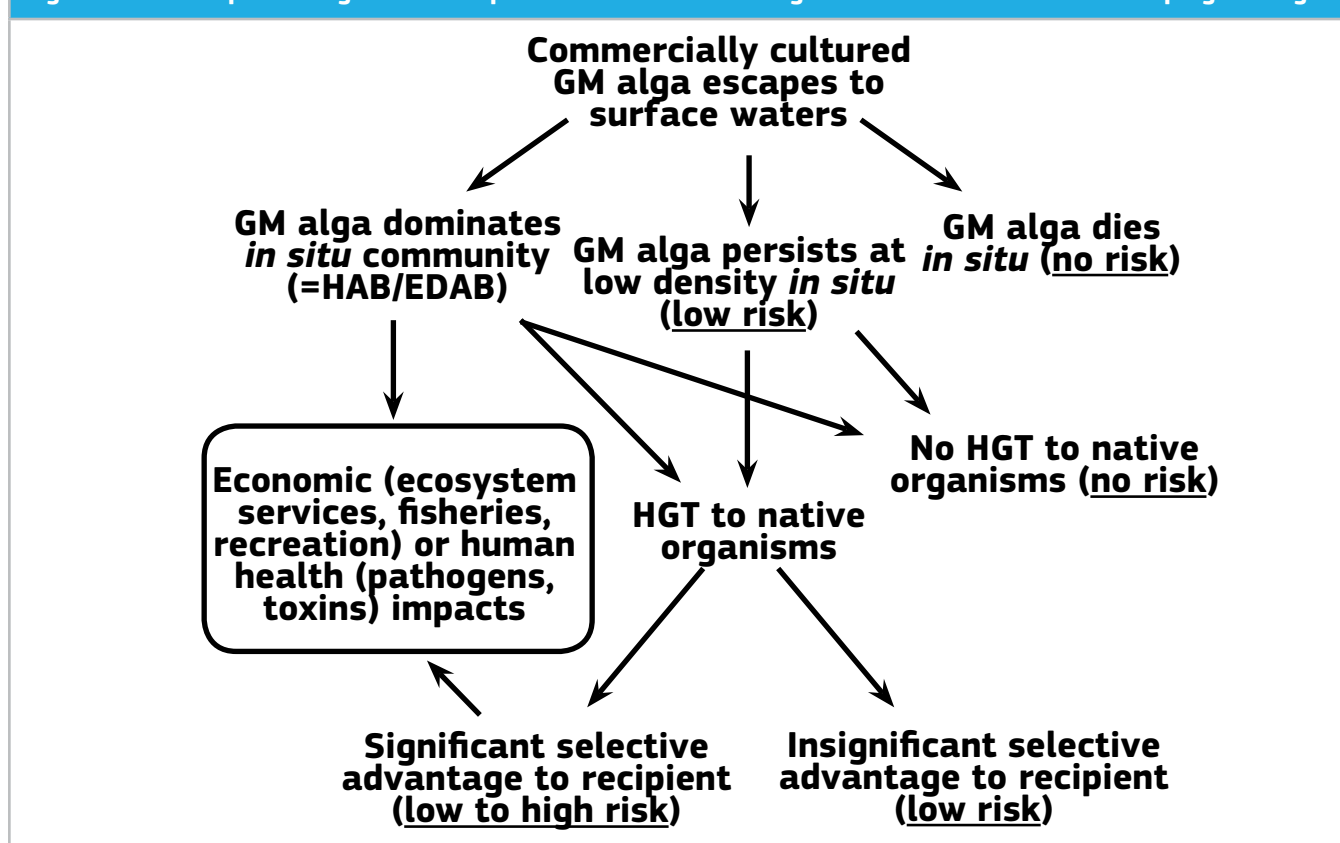 Commercially cultured
GM alga escapes to
surface waters
GM alga dominates
in situ community
(=HAB/EDAB)
GM alga persists at
low density in situ
(low risk)
GM alga dies
in situ (no risk)
Economic (ecosystem
services, fisheries,
recreation) or human
health (pathogens,
toxins) impacts
HGT to native
organisms
No HGT to native
organisms (no risk)
Significant selective
advantage to recipient
(low to high risk)
Insignificant selective
advantage to recipient
(low risk)